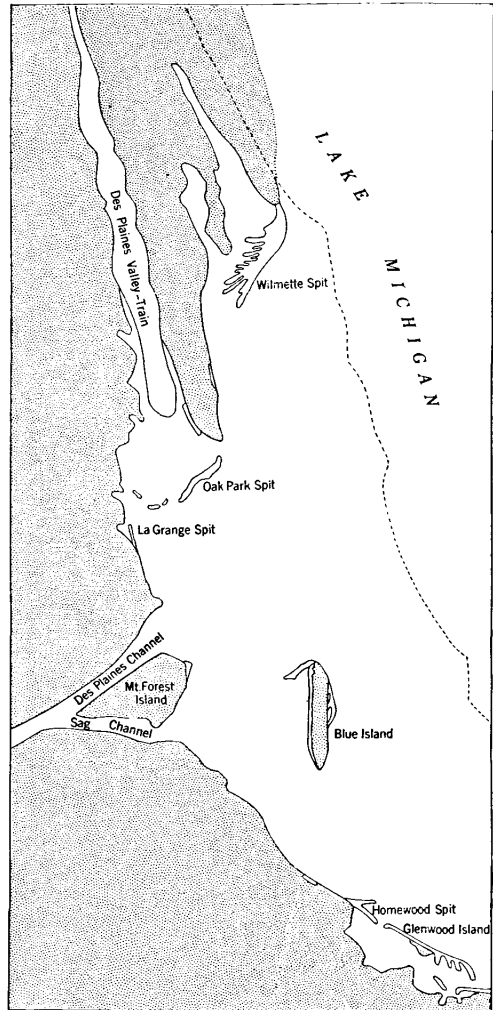 LAKE
MICHIGAN
Des Plaines Valley-Train
Wilmette Spit
Oak Park Spit
La Grange Spit
Des Plaines Channel
Mt. Forest
Island
Sag Channel
Blue Island
Homewood Spit
Glenwood Island